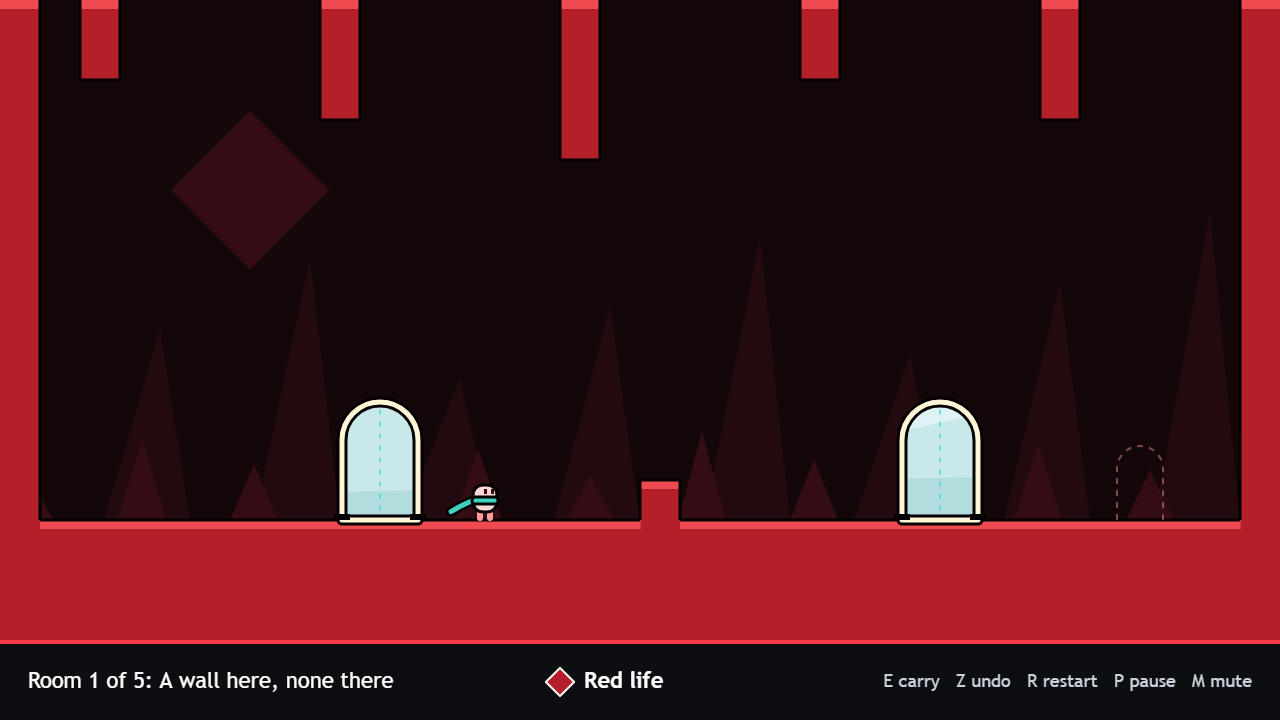 Room 1 of 5: A wall here, none there
Red life
E carry Z undo R restart P pause M mute